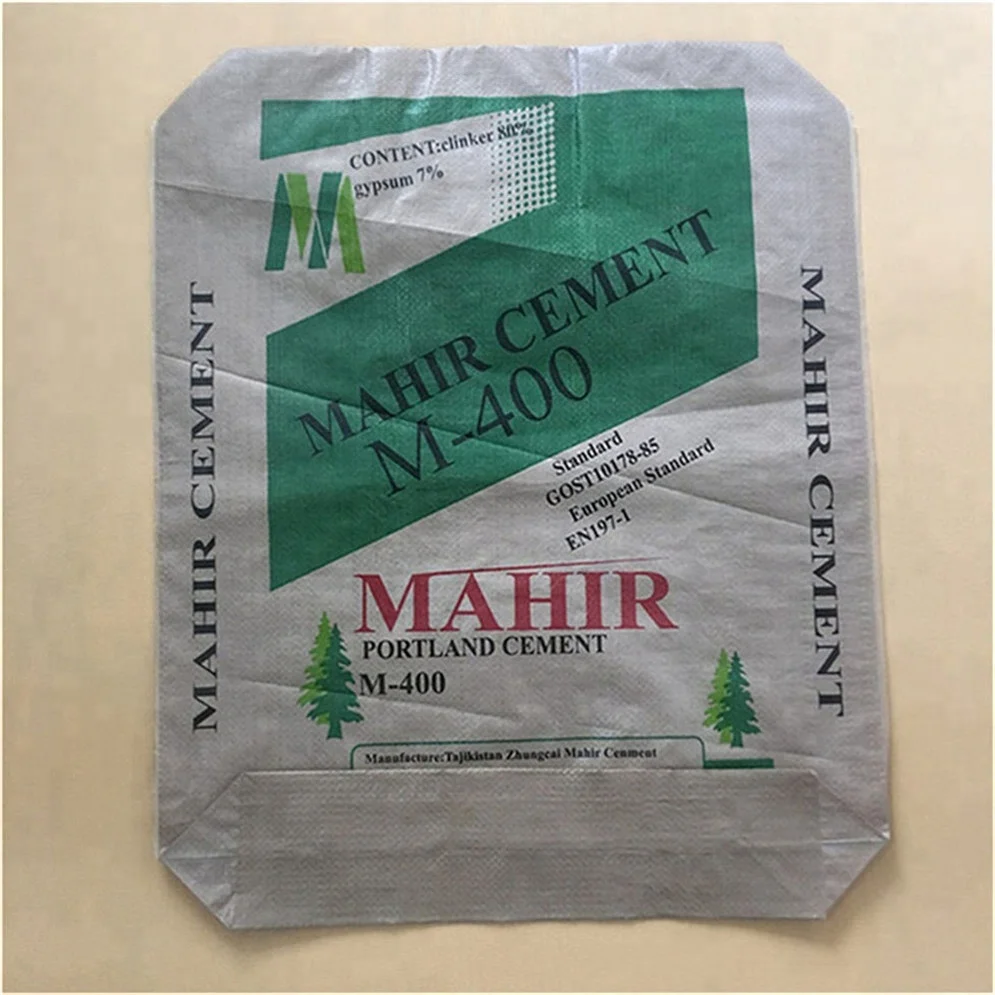 CONTENT:clinker 80%
gypsum 7%
MAHIR CEMENT
M-400
Standard
GOST10178-85
European Standard
EN197-1
MAHIR CEMENT
MAHIR CEMENT
MAHIR
PORTLAND CEMENT
M-400
Manufacture:Tajikistan Zhungcai Mahir Cenment